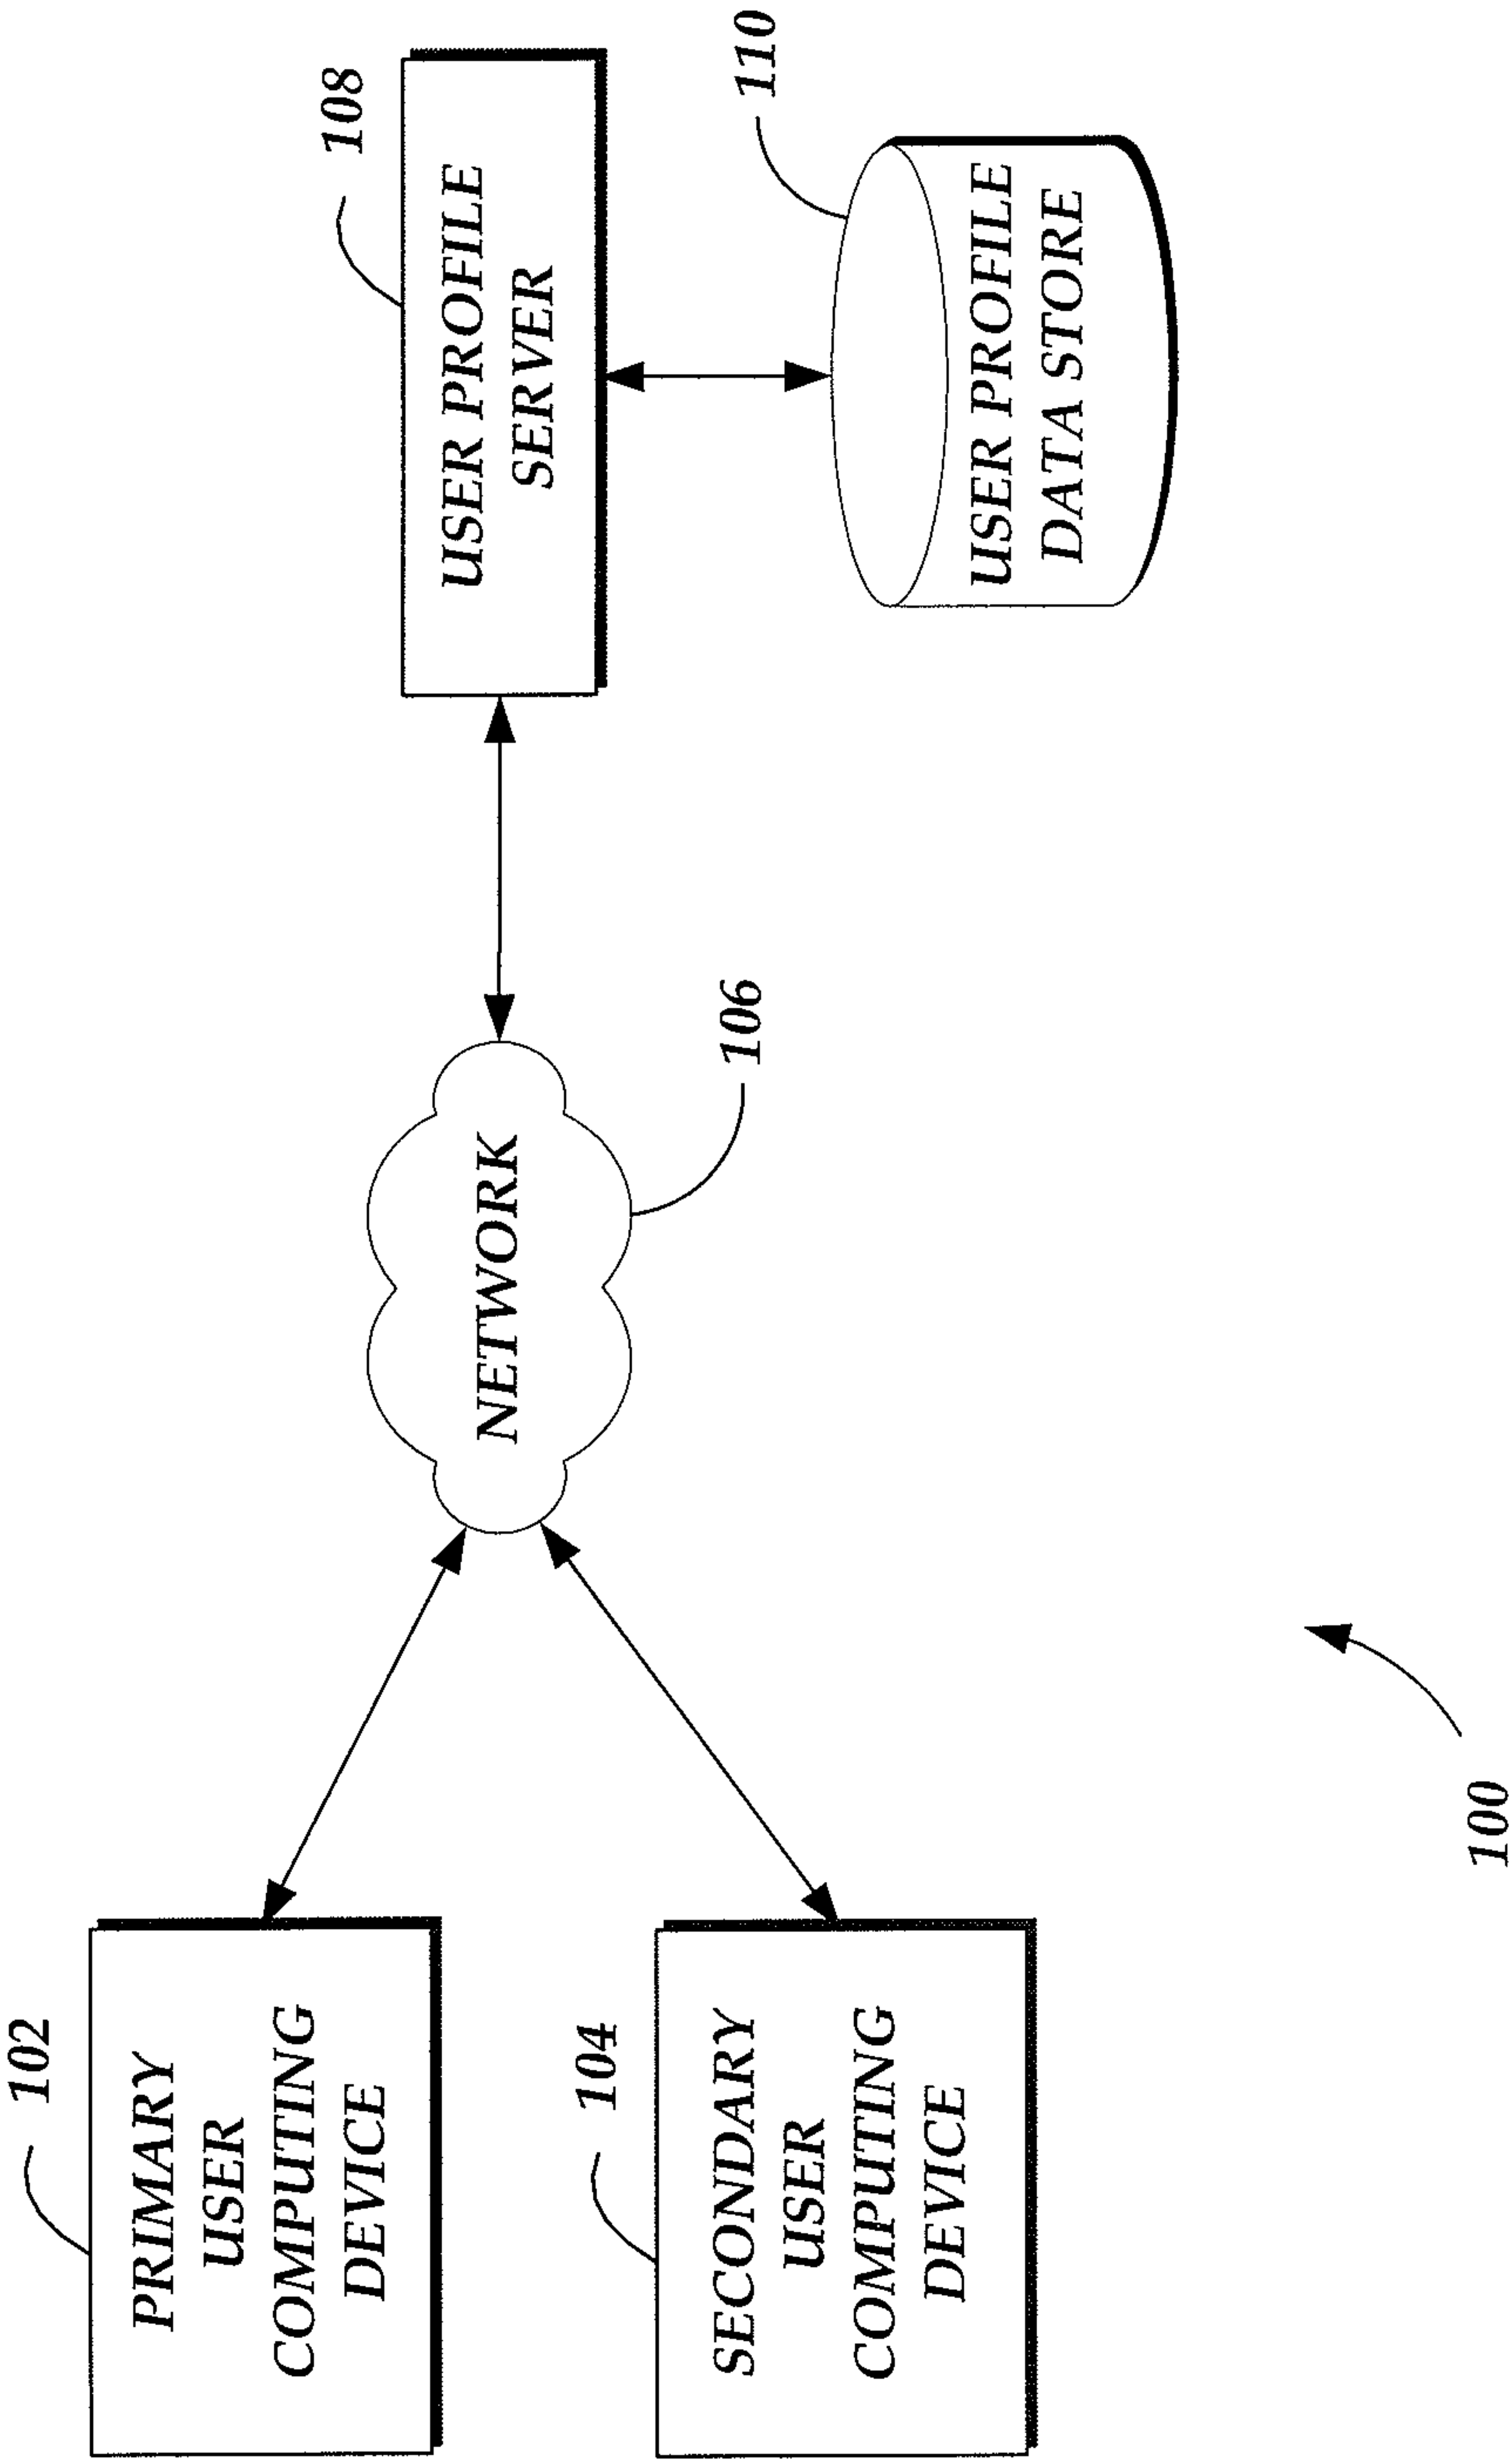 102
PRIMARY
USER
COMPUTING
DEVICE
104
SECONDARY
USER
COMPUTING
DEVICE
NETWORK
106
108
USER PROFILE
SERVER
110
USER PROFILE
DATA STORE
100